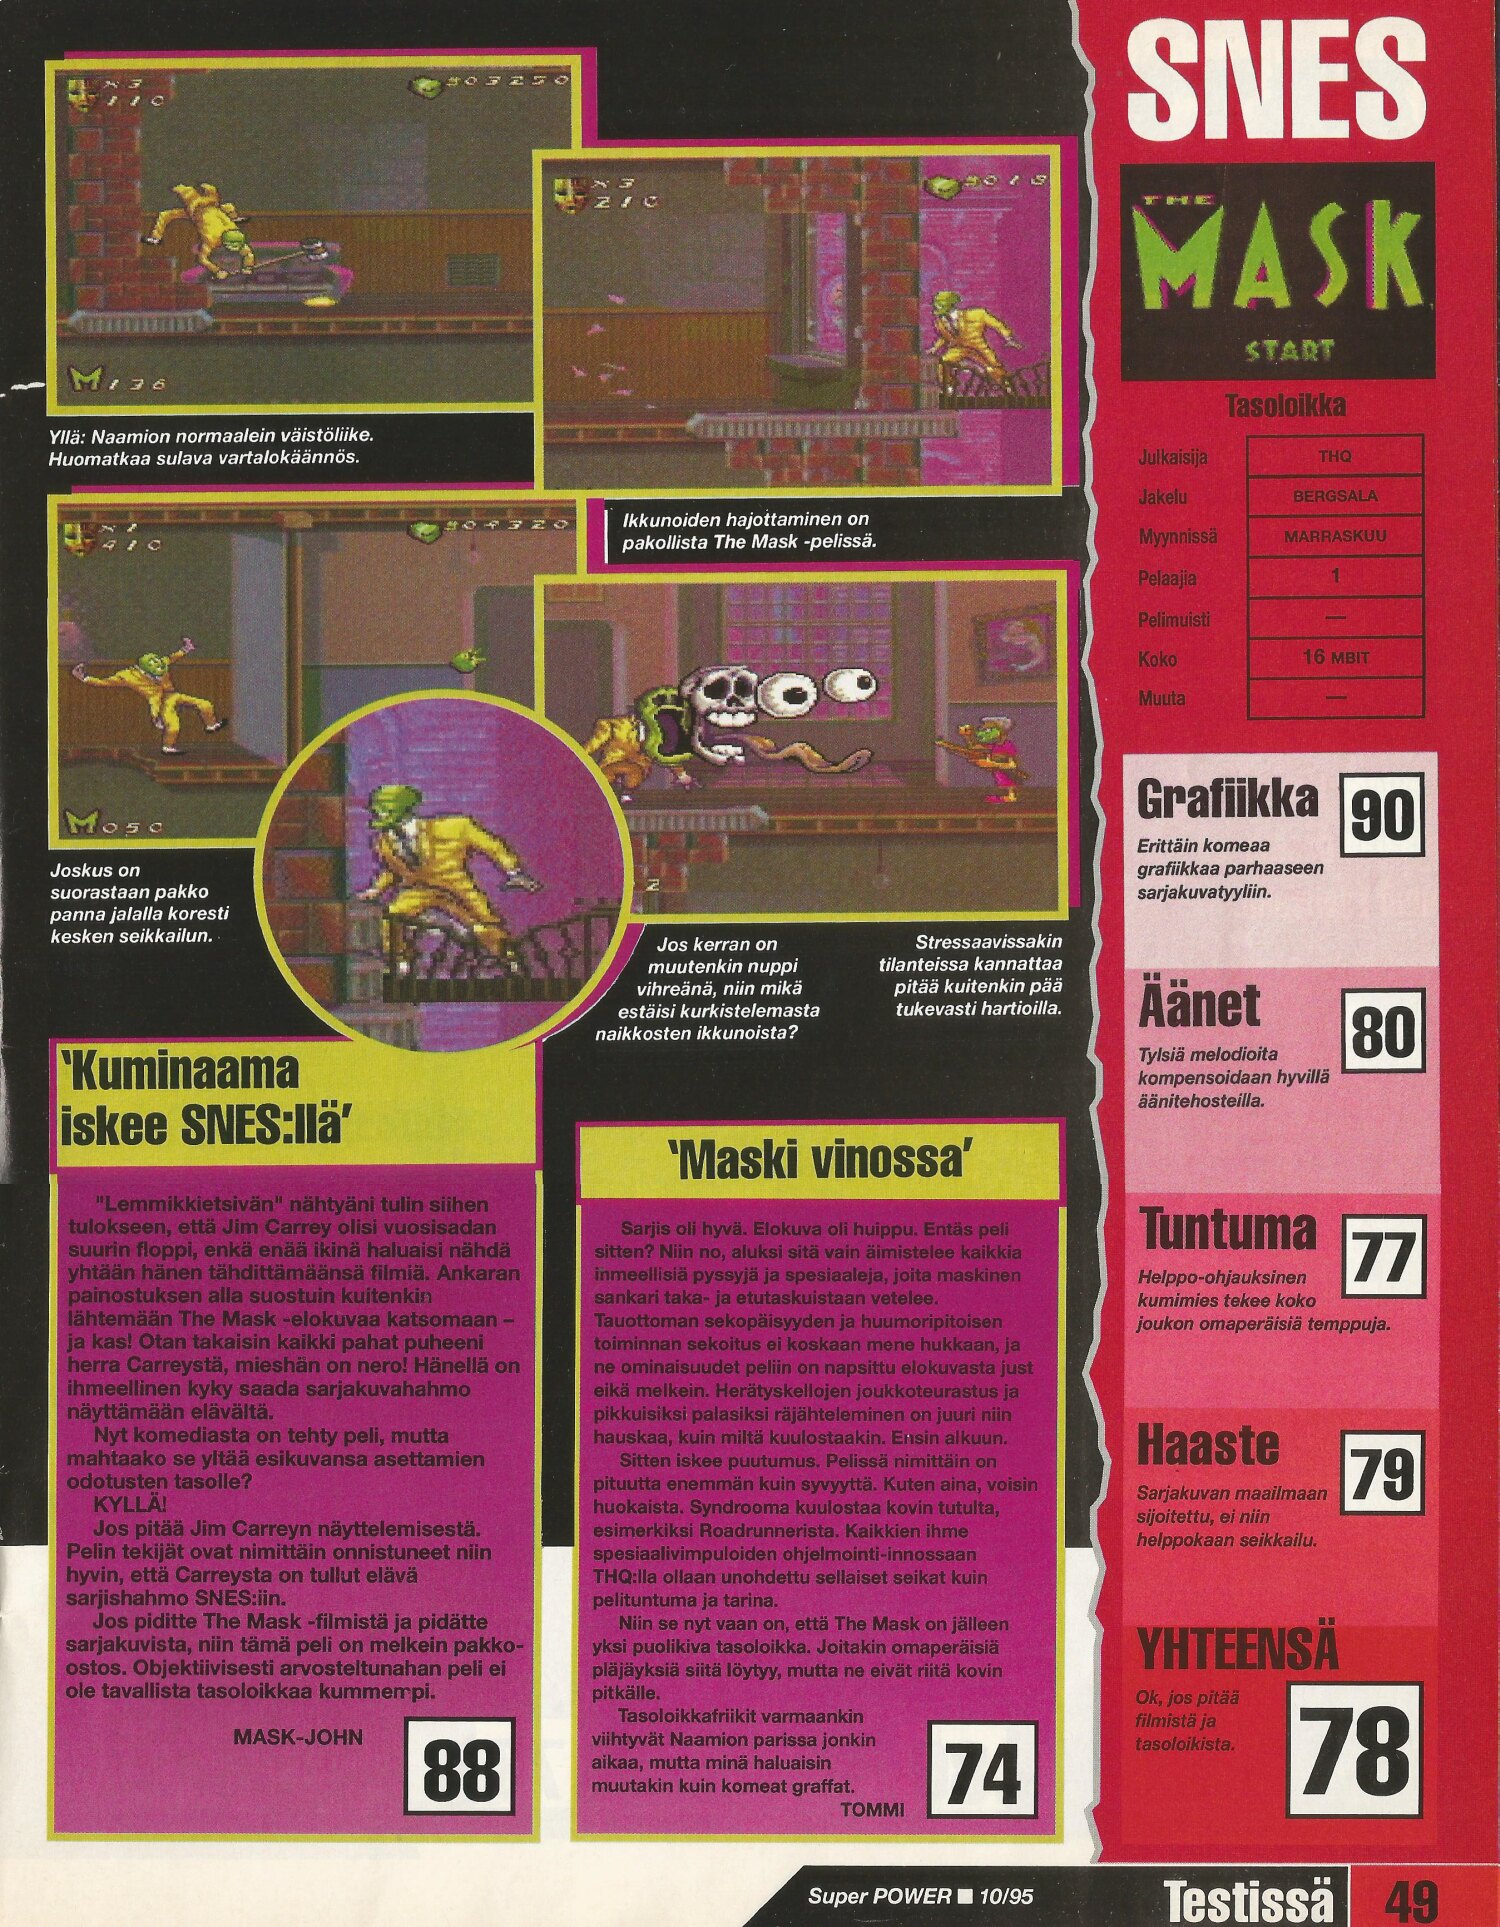 ×3
110
$03230
136
Yllä: Naamion normaalein väistöliike.
Huomatkaa sulava vartalokäännös.
×3
210
Ikkunoiden hajottaminen on
pakollista The Mask -pelissä.
×1
410
$04320
050
Joskus on
suorastaan pakko
panna jalalla koresti
kesken seikkailun.
Jos kerran on
muutenkin nuppi
vihreänä, niin mikä
estäisi kurkistelemasta
naikkosten ikkunoista?
Stressaavissakin
tilanteissa kannattaa
pitää kuitenkin pää
tukevasti hartioilla.
'Kuminaama
iskee SNES:llä'
"Lemmikkietsivän" nähtyäni tulin siihen
tulokseen, että Jim Carrey olisi vuosisadan
suurin floppi, enkä enää ikinä haluaisi nähdä
yhtään hänen tähdittämäänsä filmiä. Ankaran
painostuksen alla suostuin kuitenkin
lähtemään The Mask -elokuvaa katsomaan –
ja kas! Otan takaisin kaikki pahat puheeni
herra Carreystä, mieshän on nero! Hänellä on
ihmeellinen kyky saada sarjakuvahahmo
näyttämään elävältä.
Nyt komediasta on tehty peli, mutta
mahtaako se yltää esikuvansa asettamien
odotusten tasolle?
KYLLÄ!
Jos pitää Jim Carreyn näyttelemisestä.
Pelin tekijät ovat nimittäin onnistuneet niin
hyvin, että Carreysta on tullut elävä
sarjishahmo SNES:iin.
Jos piditte The Mask -filmistä ja pidätte
sarjakuvista, niin tämä peli on melkein pakko-
ostos. Objektiivisesti arvosteltunahan peli ei
ole tavallista tasoloikkaa kummempi.
MASK-JOHN
88
'Maski vinossa'
Sarjis oli hyvä. Elokuva oli huippu. Entäs peli
sitten? Niin no, aluksi sitä vain äimistelee kaikkia
inmeellisiä pyssyjä ja spesiaaleja, joita maskinen
sankari taka- ja etutaskuistaan vetelee.
Tauottoman sekopäisyyden ja huumoripitoisen
toiminnan sekoitus ei koskaan mene hukkaan, ja
ne ominaisuudet peliin on napsittu elokuvasta just
eikä melkein. Herätyskellojen joukkoteurastus ja
pikkuisiksi palasiksi räjähteleminen on juuri niin
hauskaa, kuin miltä kuulostaakin. Ensin alkuun.
Sitten iskee puutumus. Pelissä nimittäin on
pituutta enemmän kuin syvyyttä. Kuten aina, voisin
huokaista. Syndrooma kuulostaa kovin tutulta,
esimerkiksi Roadrunnerista. Kaikkien ihme
spesiaalivimpuloiden ohjelmointi-innossaan
THQ:lla ollaan unohdettu sellaiset seikat kuin
pelituntuma ja tarina.
Niin se nyt vaan on, että The Mask on jälleen
yksi puolikiva tasoloikka. Joitakin omaperäisiä
pläjäyksiä siitä löytyy, mutta ne eivät riitä kovin
pitkälle.
Tasoloikkafriikit varmaankin
viihtyvät Naamion parissa jonkin
aikaa, mutta minä haluaisin
muutakin kuin komeat graffat.
TOMMI
74
SNES
THE
MASK
START
Tasoloikka
Julkaisija THQ
Jakelu BERGSALA
Myynnissä MARRASKUU
Pelaajia 1
Pelimuisti —
Koko 16 MBIT
Muuta —
Grafiikka 90
Erittäin komeaa
grafiikkaa parhaaseen
sarjakuvatyyliin.
Äänet 80
Tylsiä melodioita
kompensoidaan hyvillä
äänitehosteilla.
Tuntuma 77
Helppo-ohjauksinen
kumimies tekee koko
joukon omaperäisiä temppuja.
Haaste 79
Sarjakuvan maailmaan
sijoitettu, ei niin
helppokaan seikkailu.
YHTEENSÄ
Ok, jos pitää
filmistä ja
tasoloikista.
78
Super POWER ■ 10/95
Testissä 49